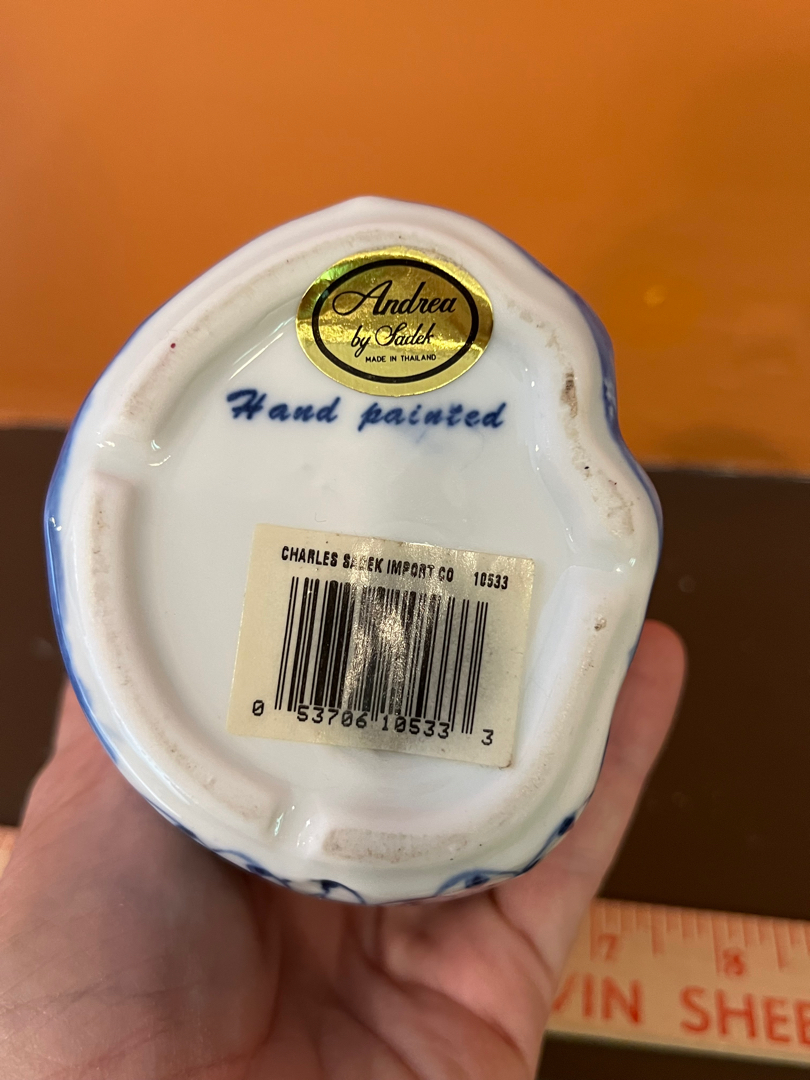 Andrea
by Sadek
MADE IN THAILAND
Hand painted
CHARLES SADEK IMPORT CO 10533
0 53706 10533 3
7 8
VIN SHEE